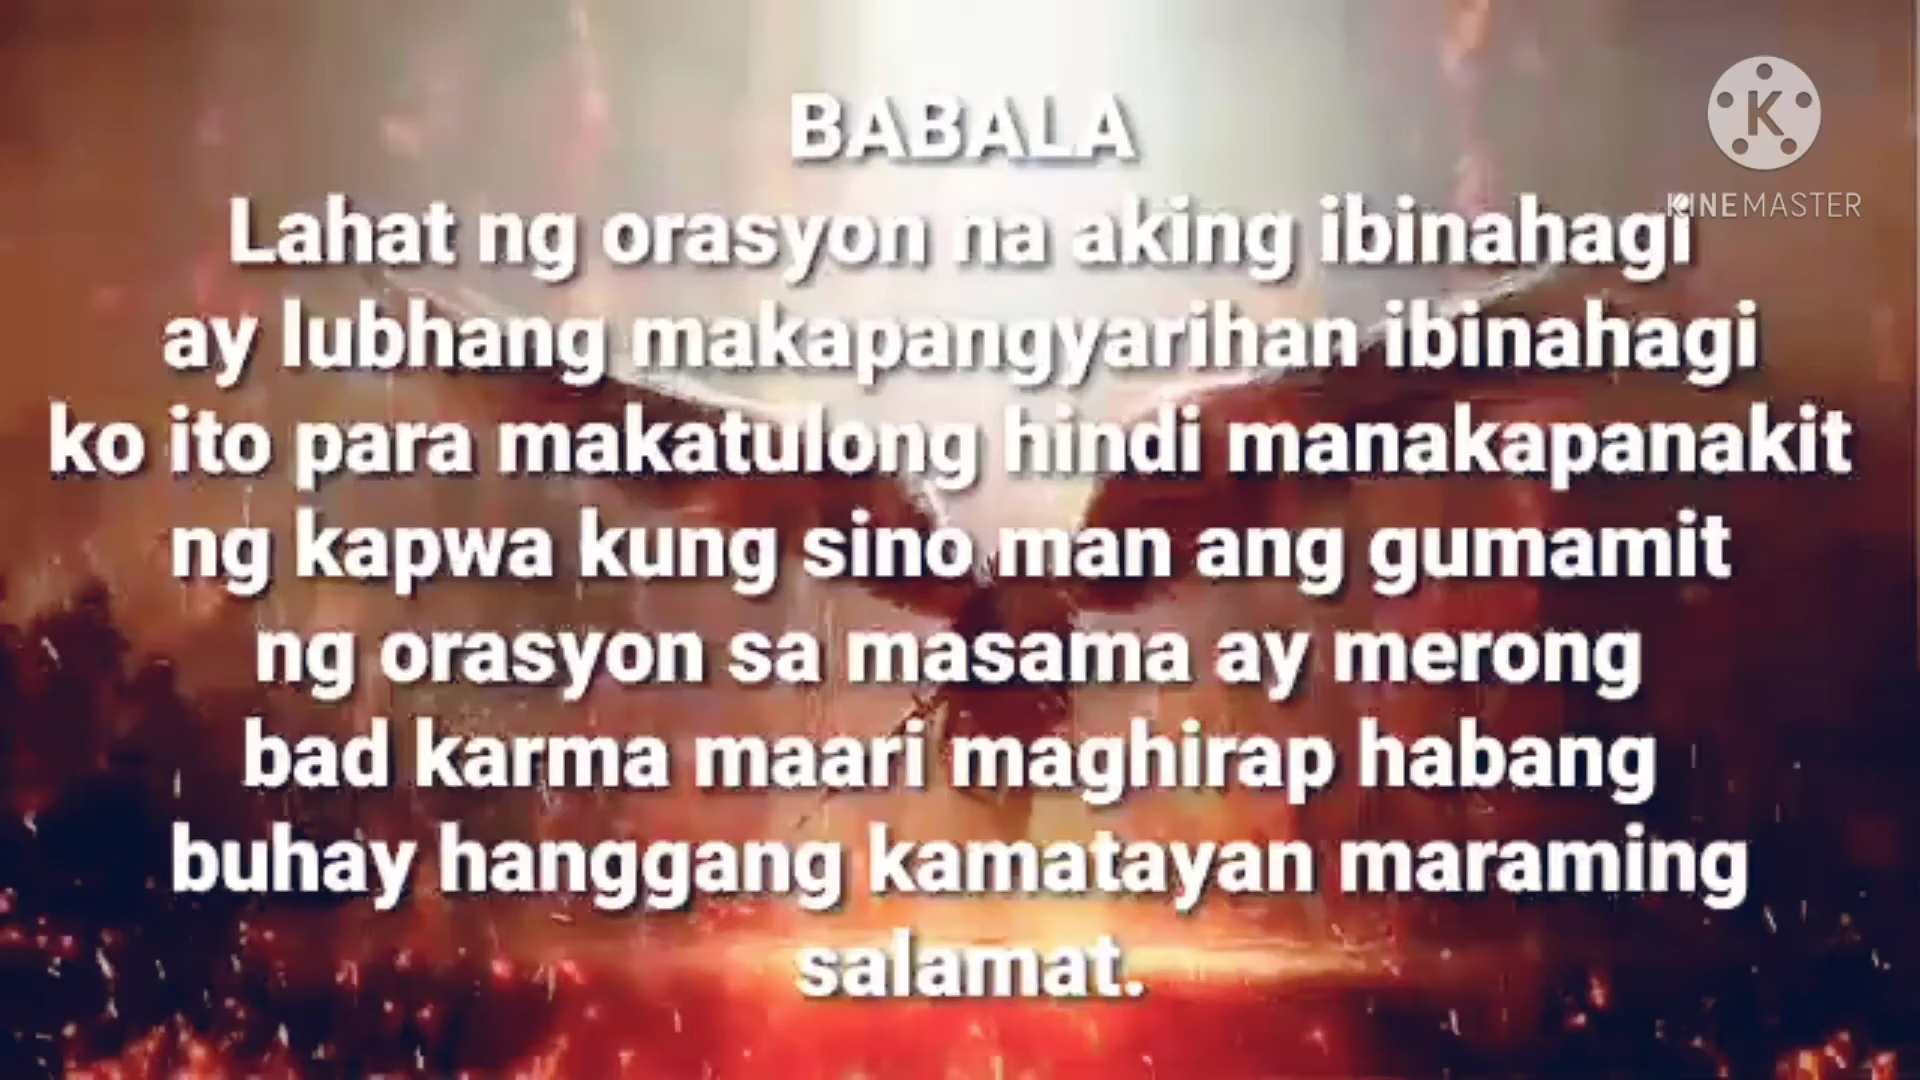 BABALA
Lahat ng orasyon na aking ibinahagi
ay lubhang makapangyarihan ibinahagi
ko ito para makatulong hindi manakapanakit
ng kapwa kung sino man ang gumamit
ng orasyon sa masama ay merong
bad karma maari maghirap habang
buhay hanggang kamatayan maraming
salamat.
K
KINEMASTER